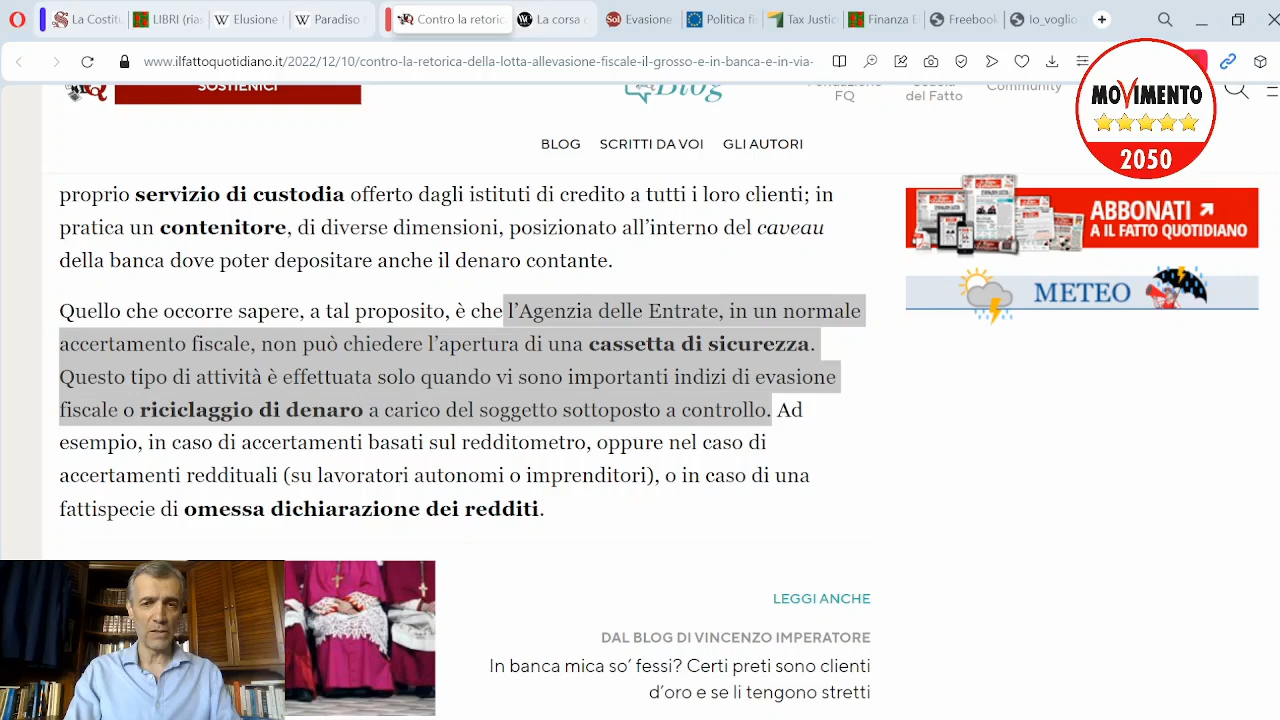 La Costitu
LIBRI (rias
Elusione f
Paradiso f
Contro la retoric
La corsa c
Evasione
Politica fi
Tax Justic
Finanza E
Freebook
Io_voglio
www.ilfattoquotidiano.it/2022/12/10/contro-la-retorica-della-lotta-allevasione-fiscale-il-grosso-e-in-banca-e-in-via-
SOSTIENICI
Blog
Fondazione
FQ
Scuola
del Fatto
Community
MOVIMENTO
2050
BLOG SCRITTI DA VOI GLI AUTORI
proprio servizio di custodia offerto dagli istituti di credito a tutti i loro clienti; in
pratica un contenitore, di diverse dimensioni, posizionato all’interno del caveau
della banca dove poter depositare anche il denaro contante.
Quello che occorre sapere, a tal proposito, è che l’Agenzia delle Entrate, in un normale
accertamento fiscale, non può chiedere l’apertura di una cassetta di sicurezza.
Questo tipo di attività è effettuata solo quando vi sono importanti indizi di evasione
fiscale o riciclaggio di denaro a carico del soggetto sottoposto a controllo. Ad
esempio, in caso di accertamenti basati sul redditometro, oppure nel caso di
accertamenti reddituali (su lavoratori autonomi o imprenditori), o in caso di una
fattispecie di omessa dichiarazione dei redditi.
ABBONATI
A IL FATTO QUOTIDIANO
METEO
LEGGI ANCHE
DAL BLOG DI VINCENZO IMPERATORE
In banca mica so’ fessi? Certi preti sono clienti
d’oro e se li tengono stretti